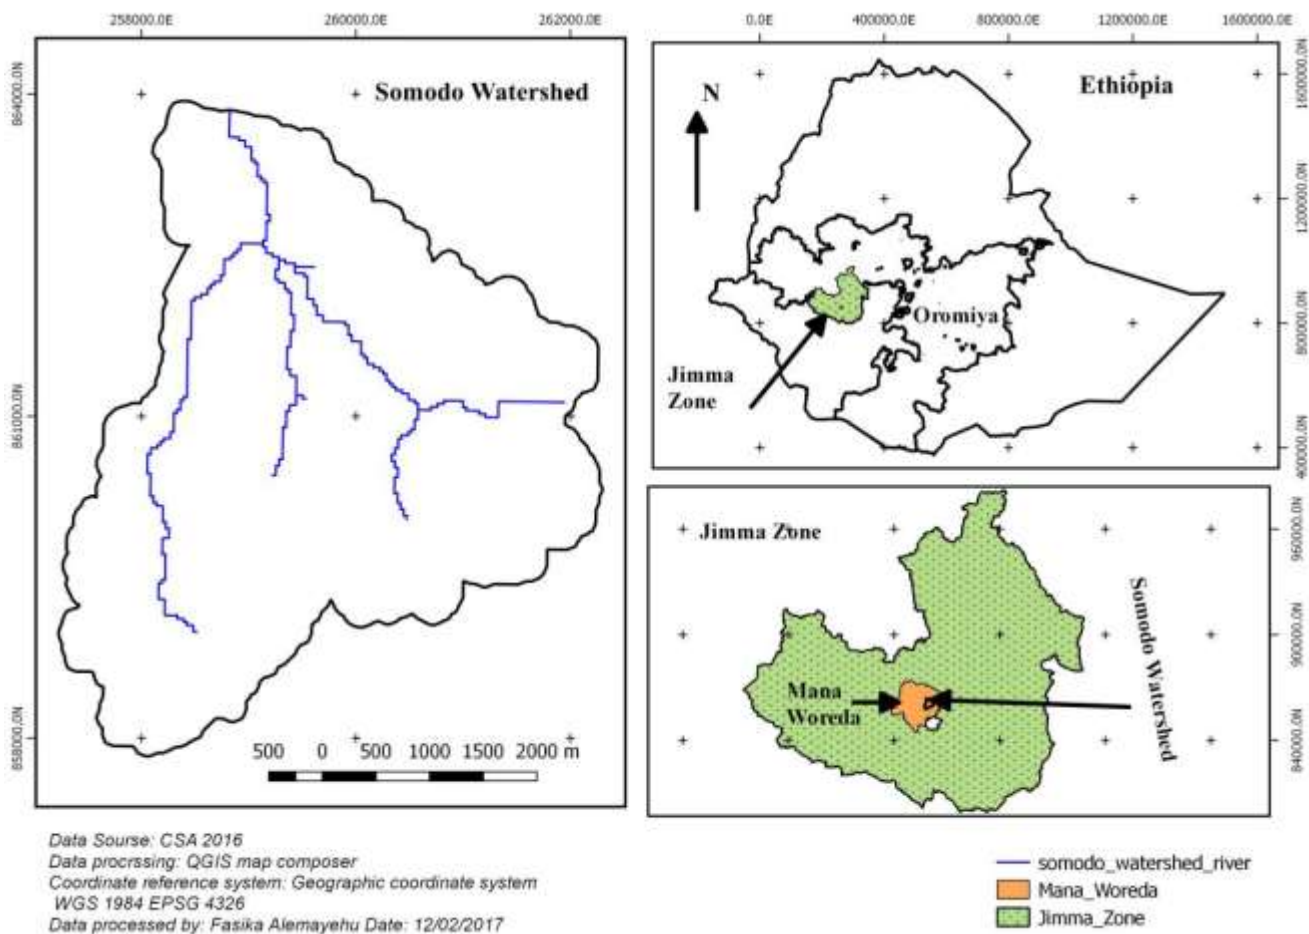 258000.0E 260000.0E 262000.0E
864000.0N
861000.0N
858000.0N
Somodo Watershed
500 0 500 1000 1500 2000 m
0.0E 400000.0E 800000.0E 1200000.0E 1600000.0E
1600000.0N
1200000.0N
800000.0N
400000.0N
N
Ethiopia
Oromiya
Jimma
Zone
Jimma Zone
960000.0N
900000.0N
840000.0N
Mana
Woreda
Somodo Watershed
Data Sourse: CSA 2016
Data procrssing: QGIS map composer
Coordinate reference system: Geographic coordinate system
WGS 1984 EPSG 4326
Data processed by: Fasika Alemayehu Date: 12/02/2017
somodo_watershed_river
Mana_Woreda
Jimma_Zone